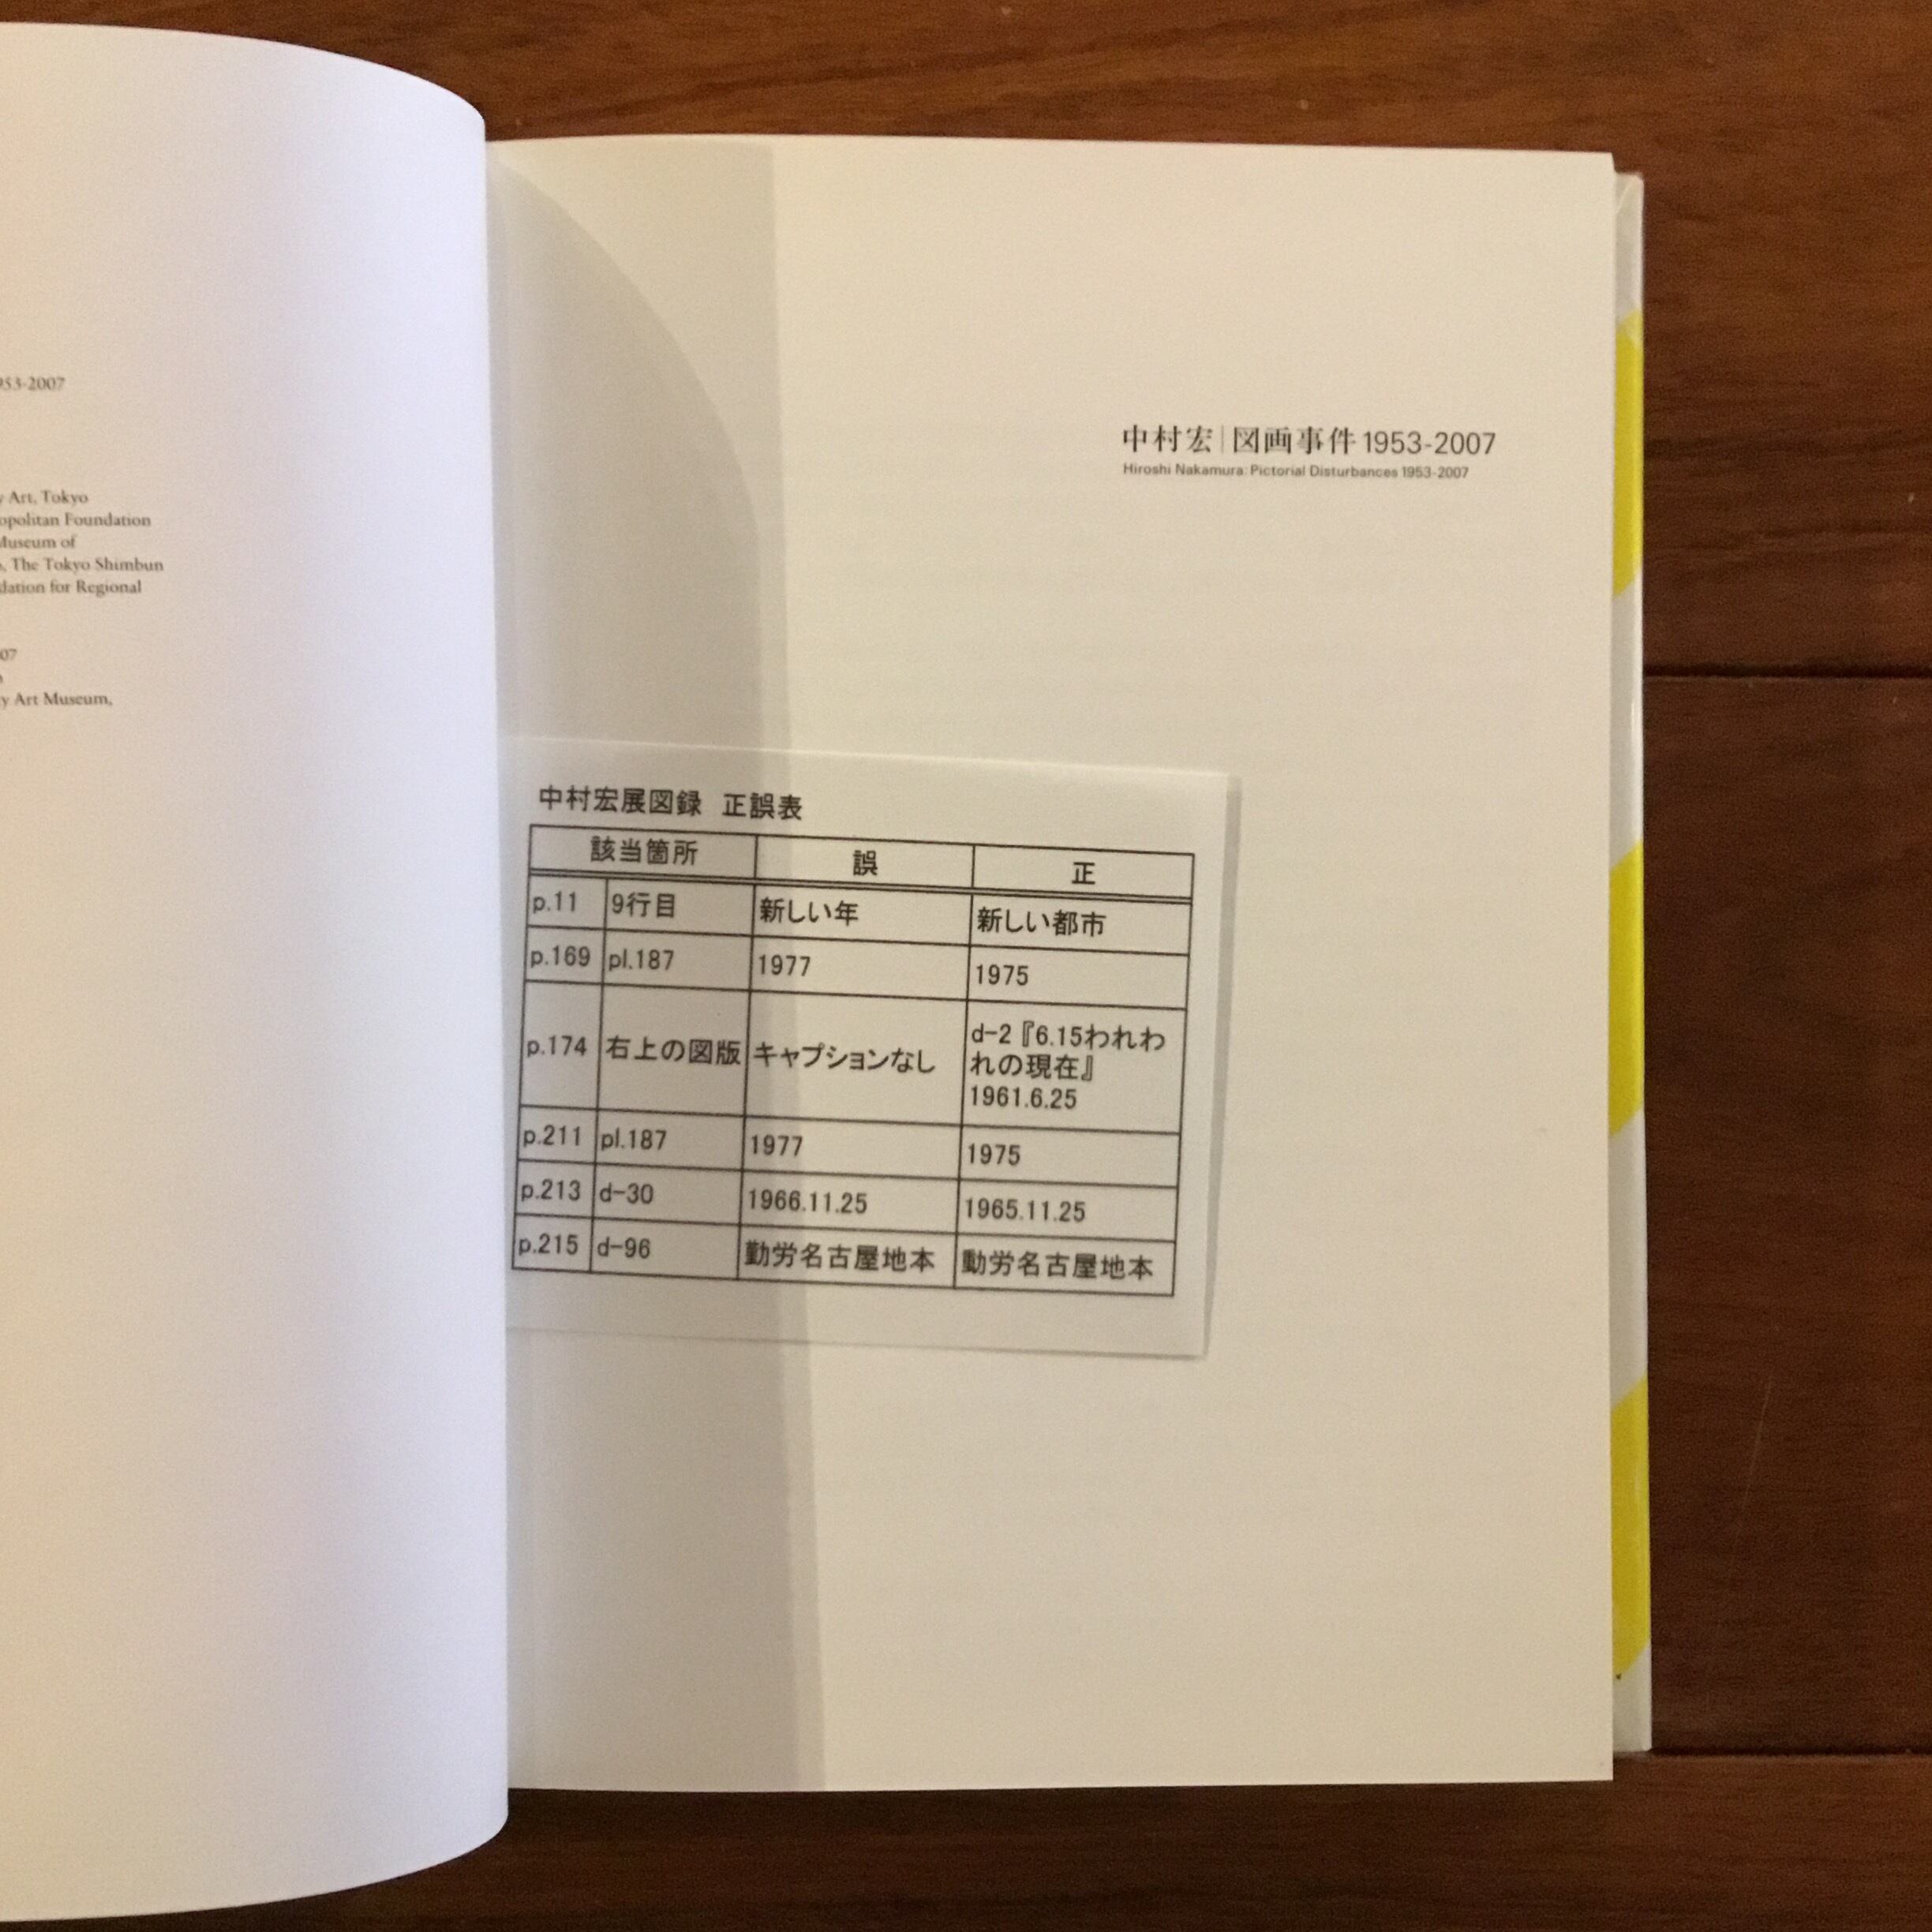 953-2007
Art, Tokyo
opolitan Foundation
Museum of
, The Tokyo Shimbun
dation for Regional
07
y Art Museum,
中村宏|図画事件1953-2007
Hiroshi Nakamura: Pictorial Disturbances 1953-2007
中村宏展図録 正誤表
該当箇所 誤 正
p.11 9行目 新しい年 新しい都市
p.169 pl.187 1977 1975
p.174 右上の図版 キャプションなし d-2『6.15われわ
れの現在』
1961.6.25
p.211 pl.187 1977 1975
p.213 d-30 1966.11.25 1965.11.25
p.215 d-96 勤労名古屋地本 動労名古屋地本